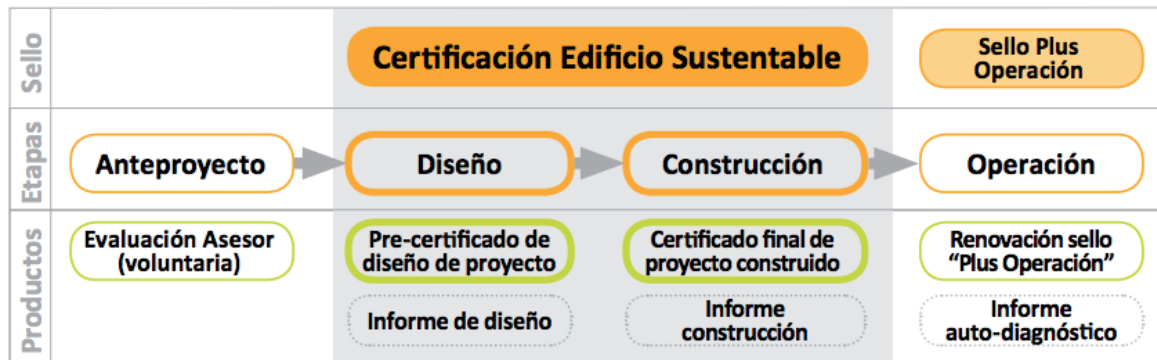 Sello
Certificación Edificio Sustentable
Sello Plus
Operación
Etapas
Anteproyecto
Diseño
Construcción
Operación
Productos
Evaluación Asesor
(voluntaria)
Pre-certificado de
diseño de proyecto
Certificado final de
proyecto construido
Renovación sello
“Plus Operación”
Informe de diseño
Informe
construcción
Informe
auto-diagnóstico